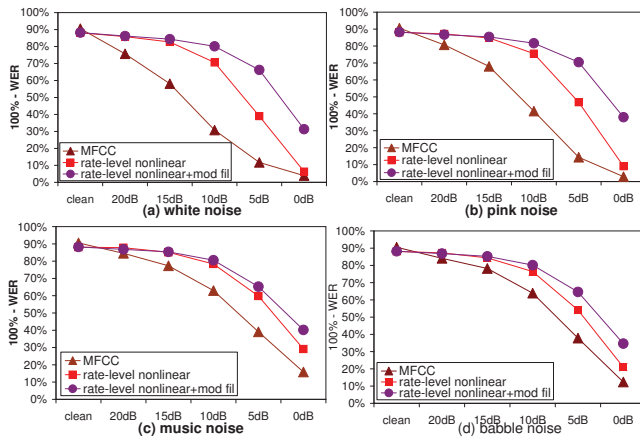 100%
90%
80%
70%
60%
50%
40%
30%
20%
10%
0%
100% - WER
MFCC
rate-level nonlinear
rate-level nonlinear+mod fil
clean 20dB 15dB 10dB 5dB 0dB
(a) white noise
100%
90%
80%
70%
60%
50%
40%
30%
20%
10%
0%
100% - WER
MFCC
rate-level nonlinear
rate-level nonlinear+mod fil
clean 20dB 15dB 10dB 5dB 0dB
(b) pink noise
100%
90%
80%
70%
60%
50%
40%
30%
20%
10%
0%
100% - WER
MFCC
rate-level nonlinear
rate-level nonlinear+mod fil
clean 20dB 15dB 10dB 5dB 0dB
(c) music noise
100%
90%
80%
70%
60%
50%
40%
30%
20%
10%
0%
100% - WER
MFCC
rate-level nonlinear
rate-level nonlinear+mod fil
clean 20dB 15dB 10dB 5dB 0dB
(d) babble noise